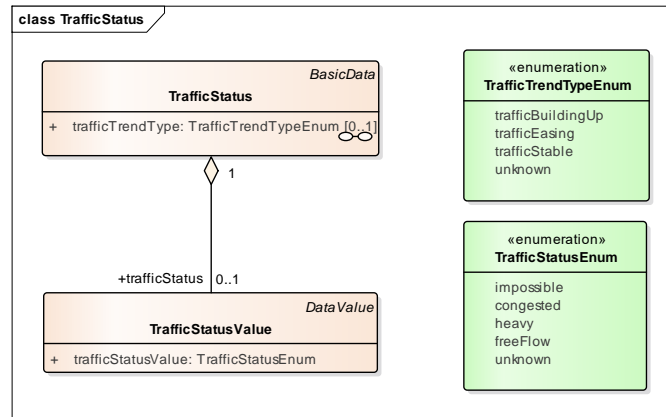 class TrafficStatus
BasicData
TrafficStatus
+ trafficTrendType: TrafficTrendTypeEnum [0..1]
1
+trafficStatus 0..1
DataValue
TrafficStatusValue
+ trafficStatusValue: TrafficStatusEnum
«enumeration»
TrafficTrendTypeEnum
trafficBuildingUp
trafficEasing
trafficStable
unknown
«enumeration»
TrafficStatusEnum
impossible
congested
heavy
freeFlow
unknown